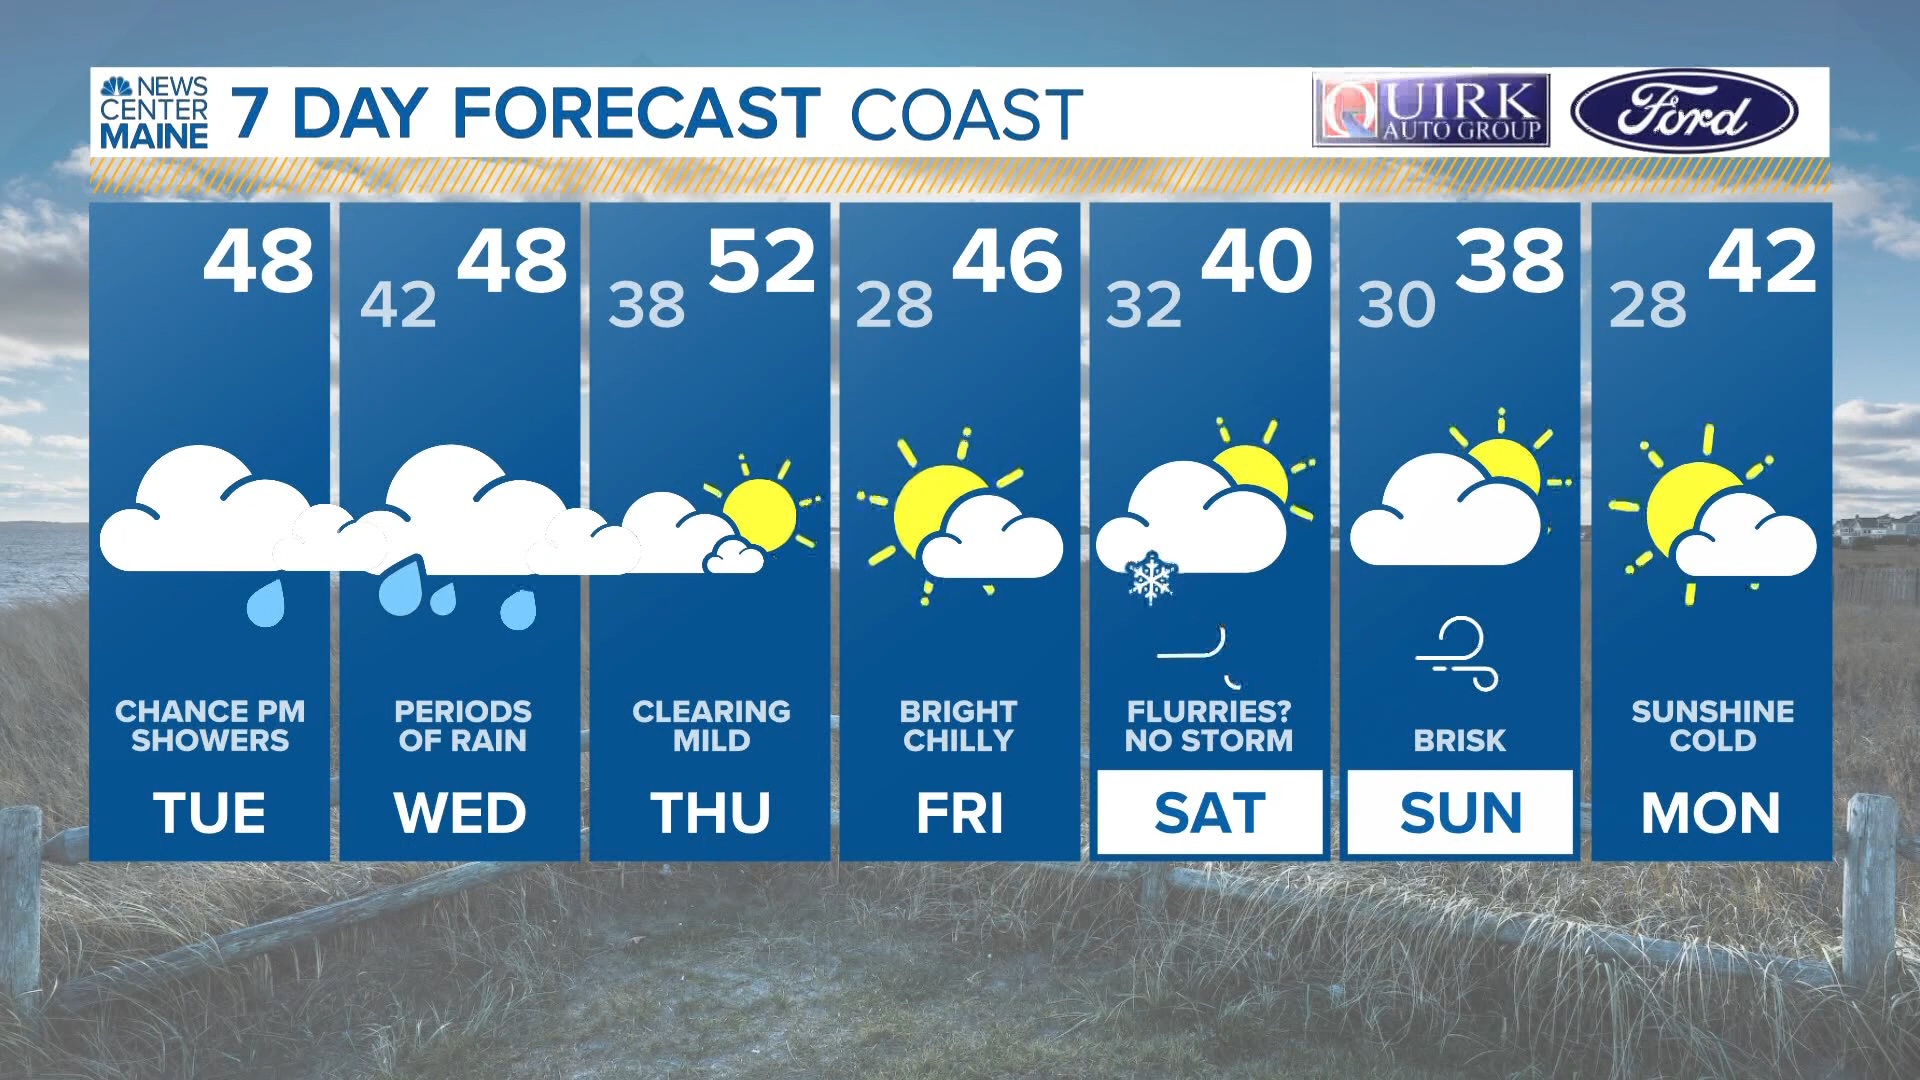 NEWS
CENTER
MAINE
7 DAY FORECAST COAST
QUIRK
AUTO GROUP
Ford
48
42 48
38 52
28 46
32 40
30 38
28 42
CHANCE PM
SHOWERS
TUE
PERIODS
OF RAIN
WED
CLEARING
MILD
THU
BRIGHT
CHILLY
FRI
FLURRIES?
NO STORM
SAT
BRISK
SUN
SUNSHINE
COLD
MON